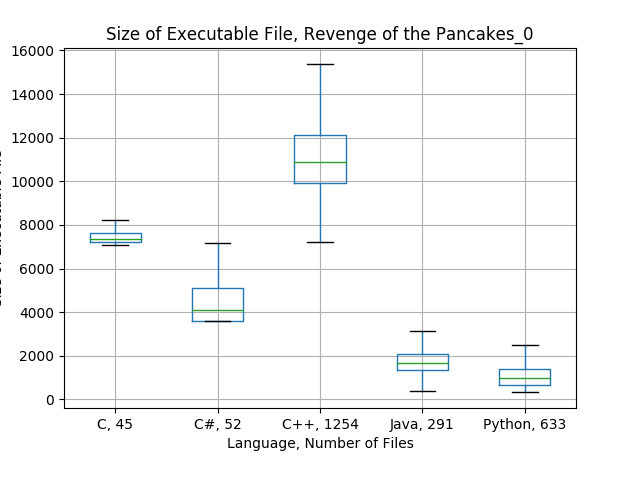 Size of Executable File, Revenge of the Pancakes_0
16000
14000
12000
10000
8000
6000
4000
2000
0
C, 45
C#, 52
C++, 1254
Java, 291
Python, 633
Language, Number of Files